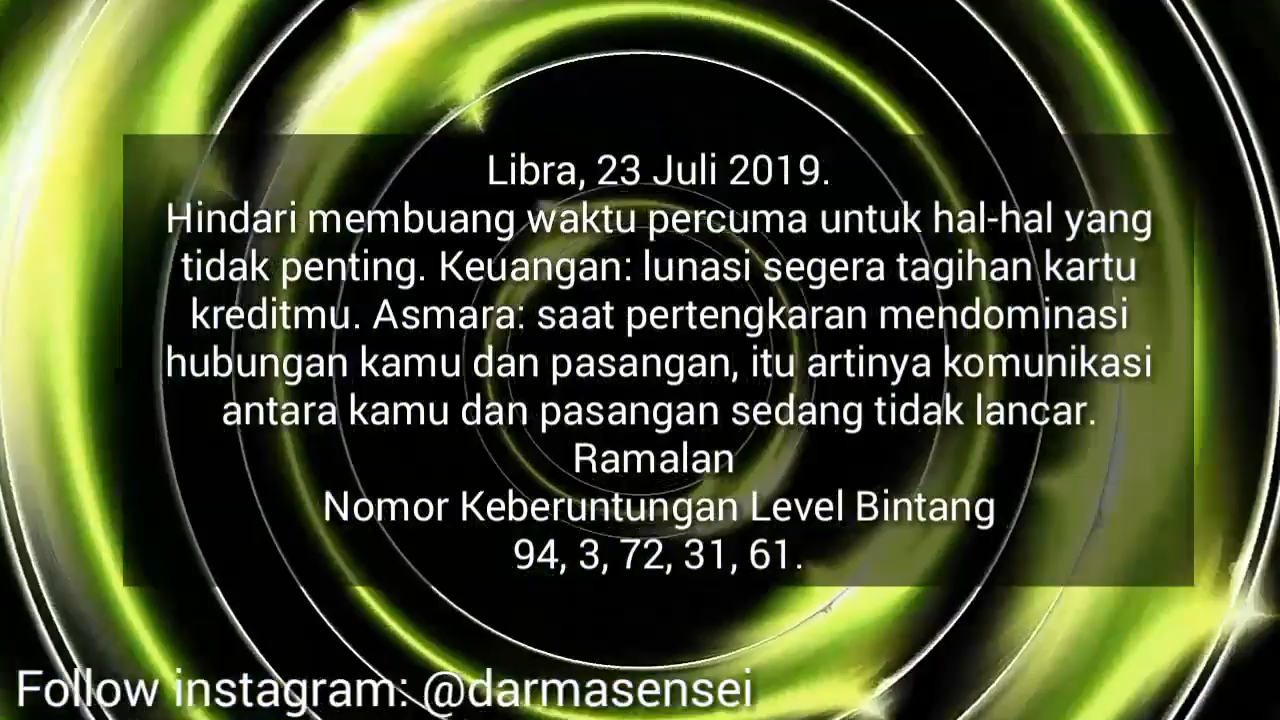 Libra, 23 Juli 2019.
Hindari membuang waktu percuma untuk hal-hal yang
tidak penting. Keuangan: lunasi segera tagihan kartu
kreditmu. Asmara: saat pertengkaran mendominasi
hubungan kamu dan pasangan, itu artinya komunikasi
antara kamu dan pasangan sedang tidak lancar.
Ramalan
Nomor Keberuntungan Level Bintang
94, 3, 72, 31, 61.
Follow instagram: @darmasensei